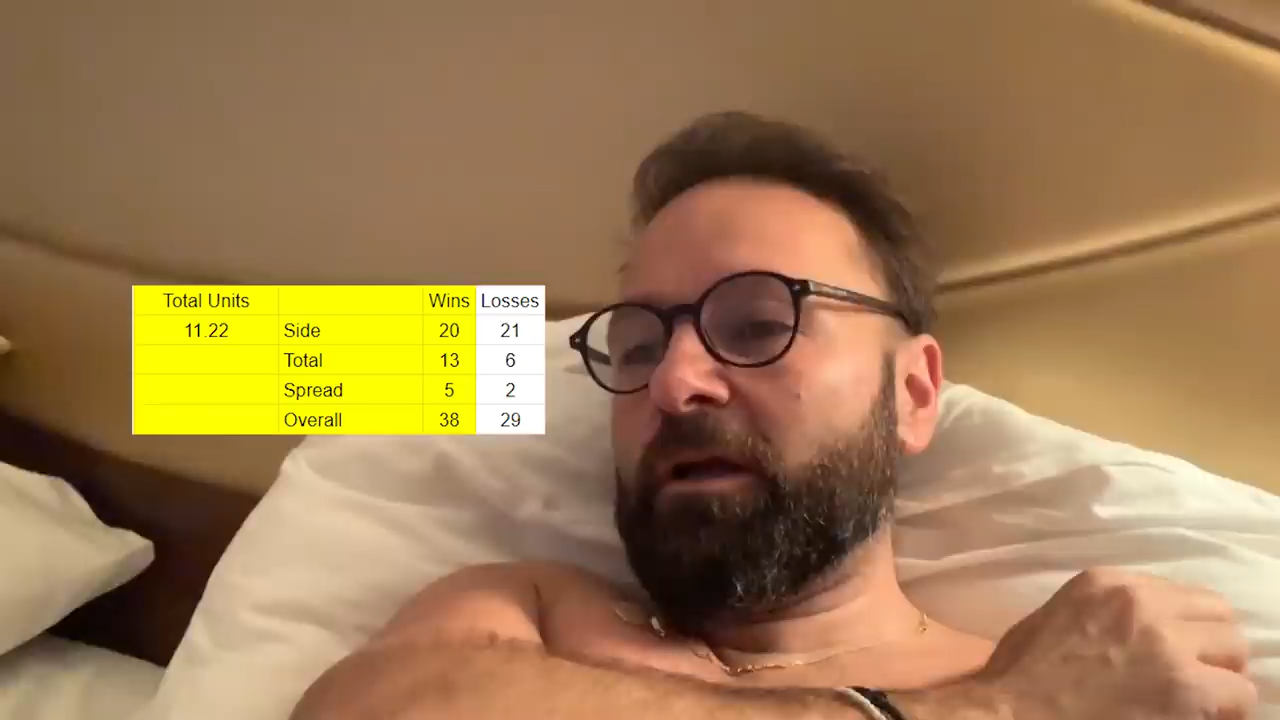 Total Units Wins Losses
11.22 Side 20 21
Total 13 6
Spread 5 2
Overall 38 29